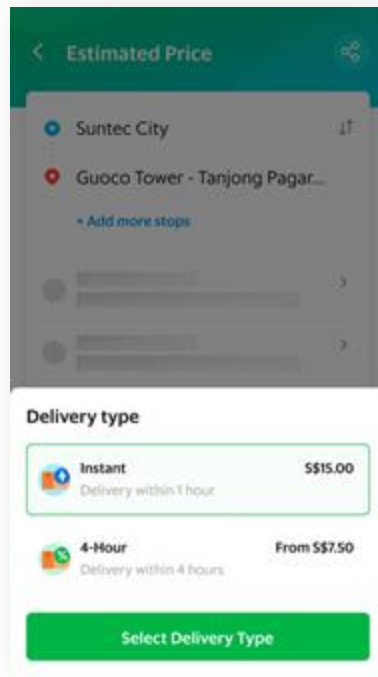 Estimated Price
Suntec City
Guoco Tower - Tanjong Pagar...
+ Add more stops
Delivery type
Instant
S$15.00
Delivery within 1 hour
4-Hour
From S$7.50
Delivery within 4 hours
Select Delivery Type